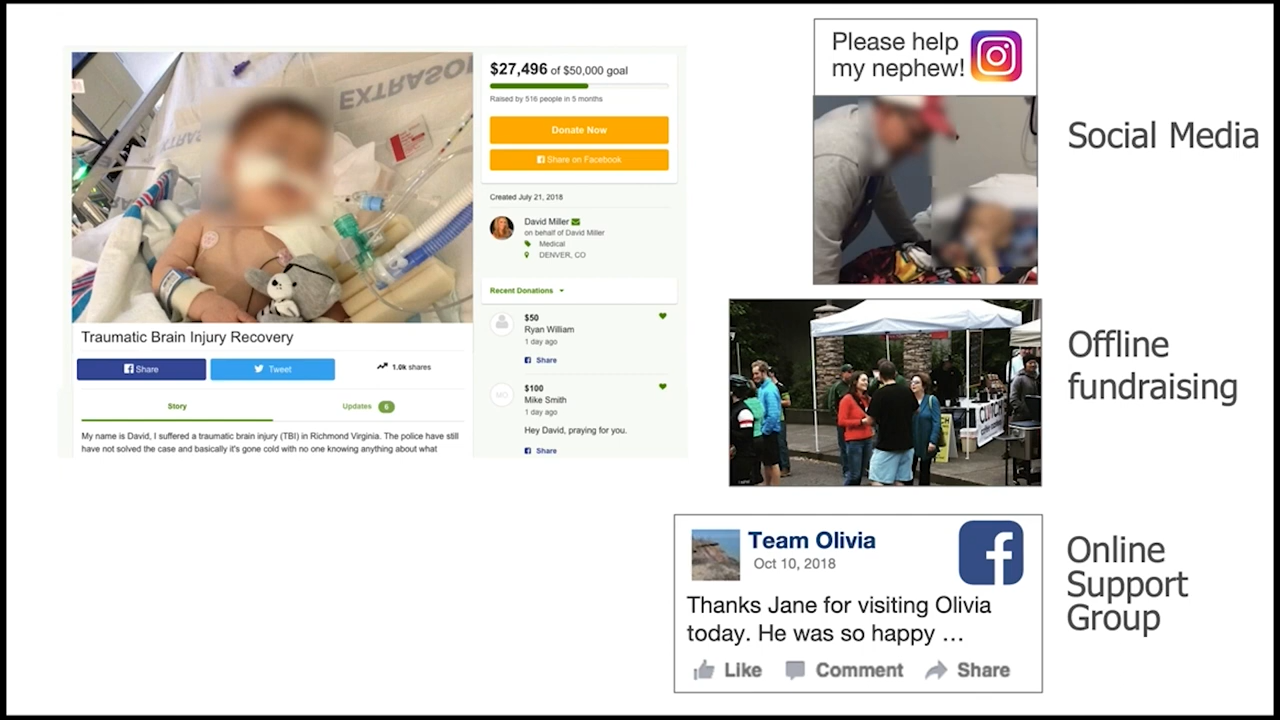 EXTRASO
EXTRASO
$27,496 of $50,000 goal
Raised by 516 people in 5 months
Donate Now
Share on Facebook
Created July 21, 2018
David Miller
on behalf of David Miller
Medical
DENVER, CO
Recent Donations
$50
Ryan William
1 day ago
Share
MO
$100
Mike Smith
1 day ago
Hey David, praying for you.
Share
Traumatic Brain Injury Recovery
Share
Tweet
1.0k shares
Story
Updates 6
My name is David, I suffered a traumatic brain injury (TBI) in Richmond Virginia. The police have still
have not solved the case and basically it's gone cold with no one knowing anything about what
Please help
my nephew!
Social Media
Offline
fundraising
Team Olivia
Oct 10, 2018
Thanks Jane for visiting Olivia
today. He was so happy ...
Like Comment Share
Online
Support
Group